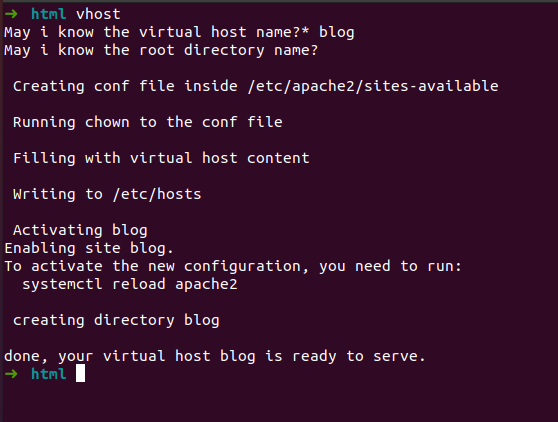 ➜ html vhost
May i know the virtual host name?* blog
May i know the root directory name?
Creating conf file inside /etc/apache2/sites-available
Running chown to the conf file
Filling with virtual host content
Writing to /etc/hosts
Activating blog
Enabling site blog.
To activate the new configuration, you need to run:
systemctl reload apache2
creating directory blog
done, your virtual host blog is ready to serve.
➜ html